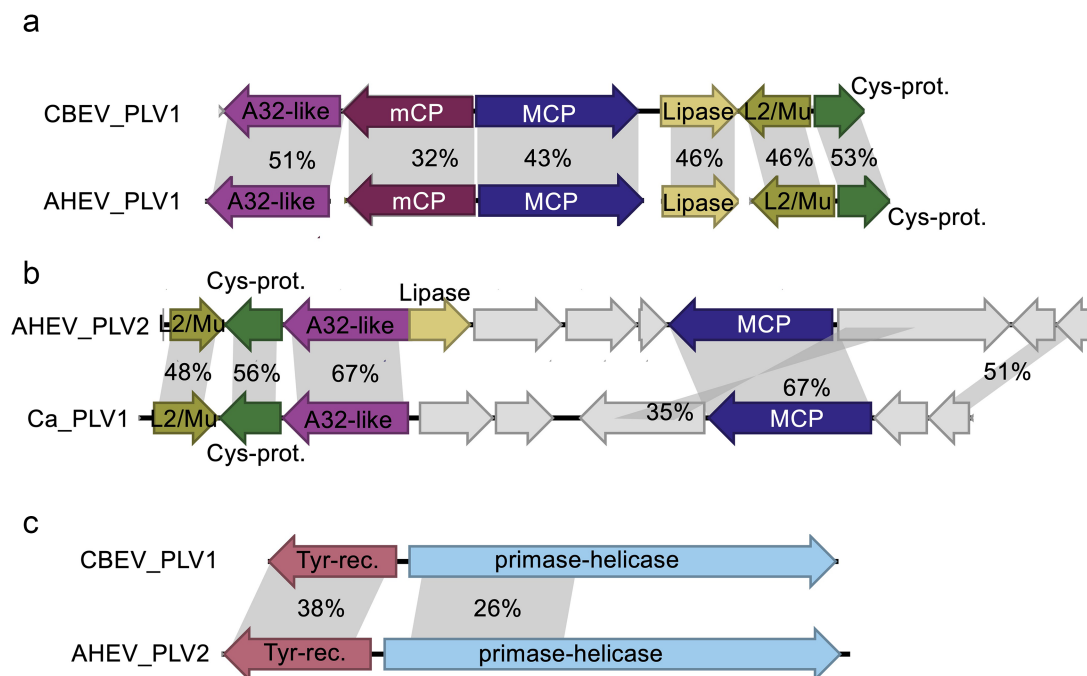 a
Cys-prot.
CBEV_PLV1 A32-like mCP MCP Lipase L2/Mu
51% 32% 43% 46% 46% 53%
AHEV_PLV1 A32-like mCP MCP Lipase L2/Mu
Cys-prot.
b
Cys-prot. Lipase
AHEV_PLV2 L2/Mu A32-like MCP
48% 56% 67% 67% 51%
Ca_PLV1 L2/Mu A32-like 35% MCP
Cys-prot.
c
CBEV_PLV1 Tyr-rec. primase-helicase
38% 26%
AHEV_PLV2 Tyr-rec. primase-helicase